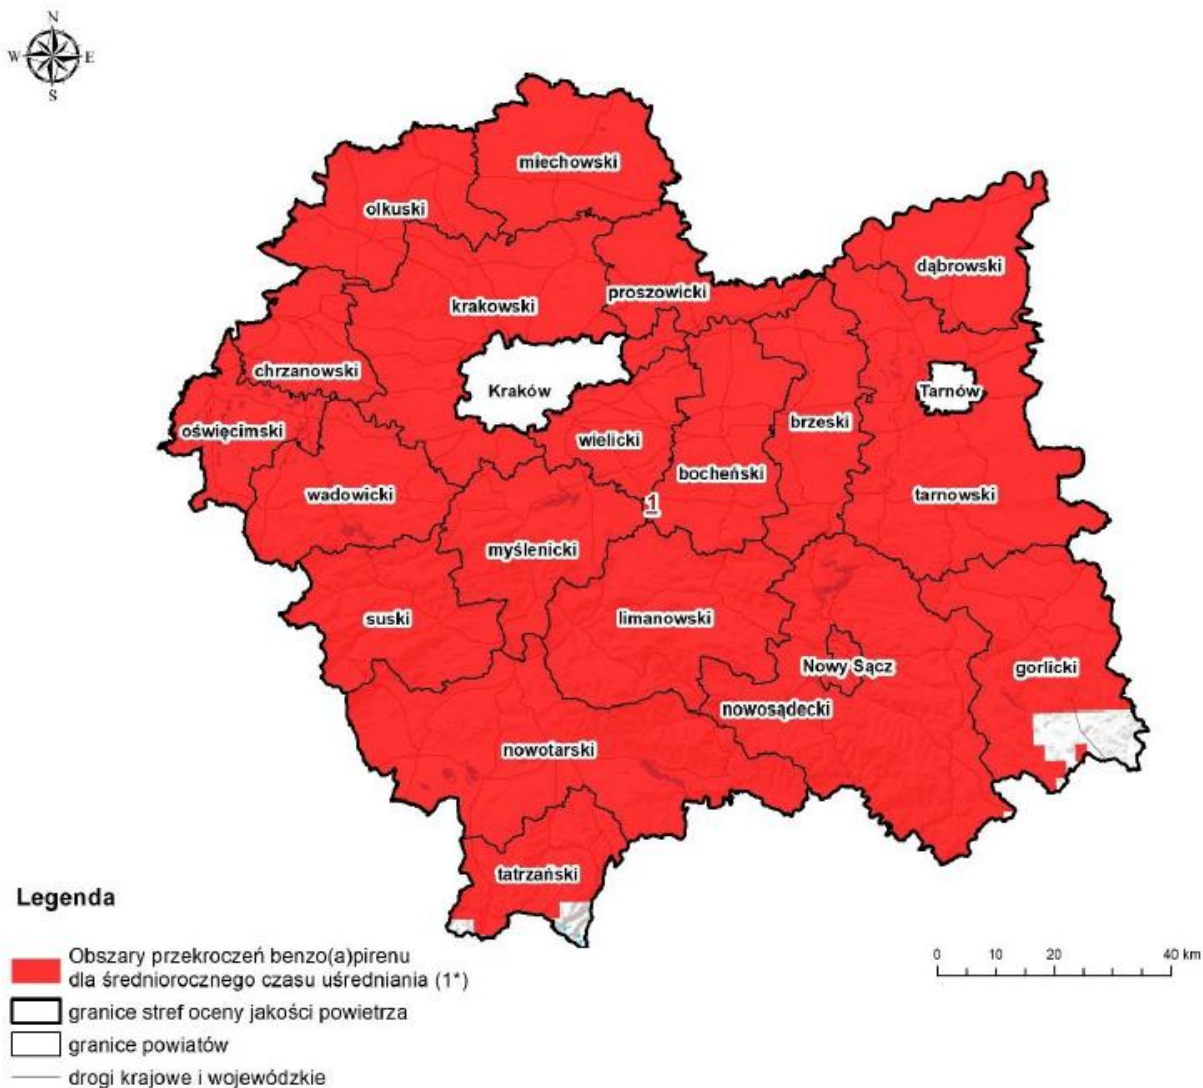 N
W E
S
miechowski
olkuski
dąbrowski
proszowicki
krakowski
chrzanowski
Kraków
Tarnów
brzeski
oświęcimski
wielicki
bocheński
wadowicki
tarnowski
1
myślenicki
suski
limanowski
Nowy Sącz
gorlicki
nowosądecki
nowotarski
tatrzański
Legenda
Obszary przekroczeń benzo(a)pirenu
dla średniorocznego czasu uśredniania (1*)
granice stref oceny jakości powietrza
granice powiatów
drogi krajowe i wojewódzkie
0 10 20 40 km